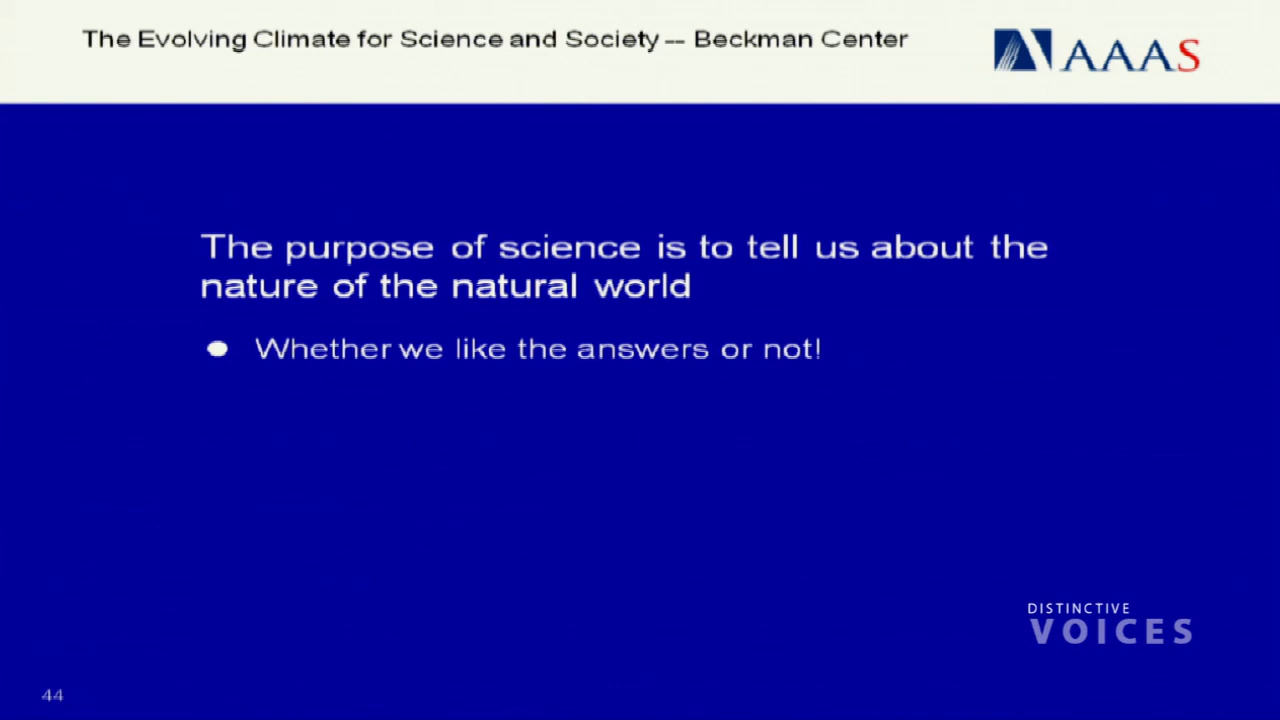 The Evolving Climate for Science and Society -- Beckman Center
AAAS
The purpose of science is to tell us about the
nature of the natural world
● Whether we like the answers or not!
DISTINCTIVE
VOICES
44